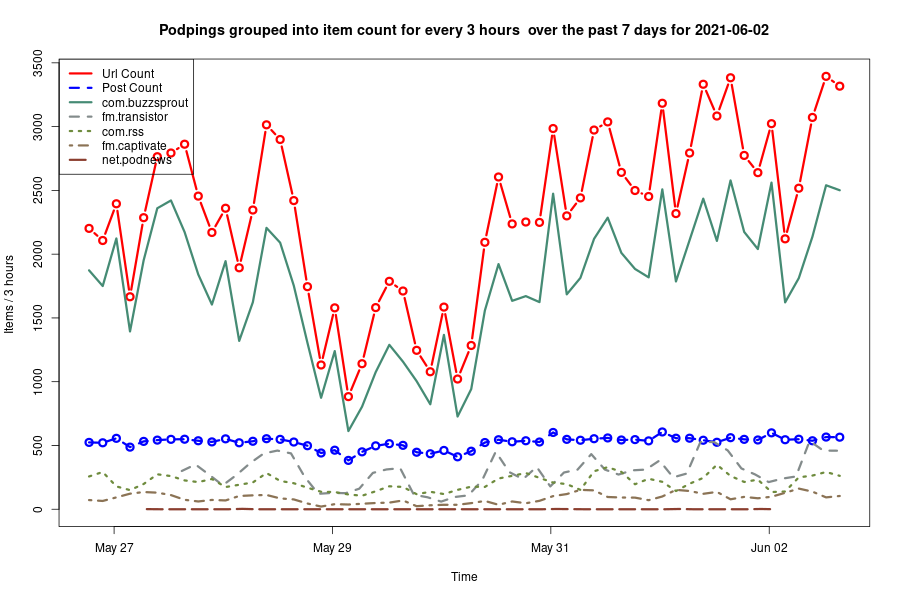 Podpings grouped into item count for every 3 hours  over the past 7 days for 2021-06-02
Url Count
Post Count
com.buzzsprout
fm.transistor
com.rss
fm.captivate
net.podnews
3500
3000
2500
2000
1500
1000
500
0
Items / 3 hours
May 27
May 29
May 31
Jun 02
Time